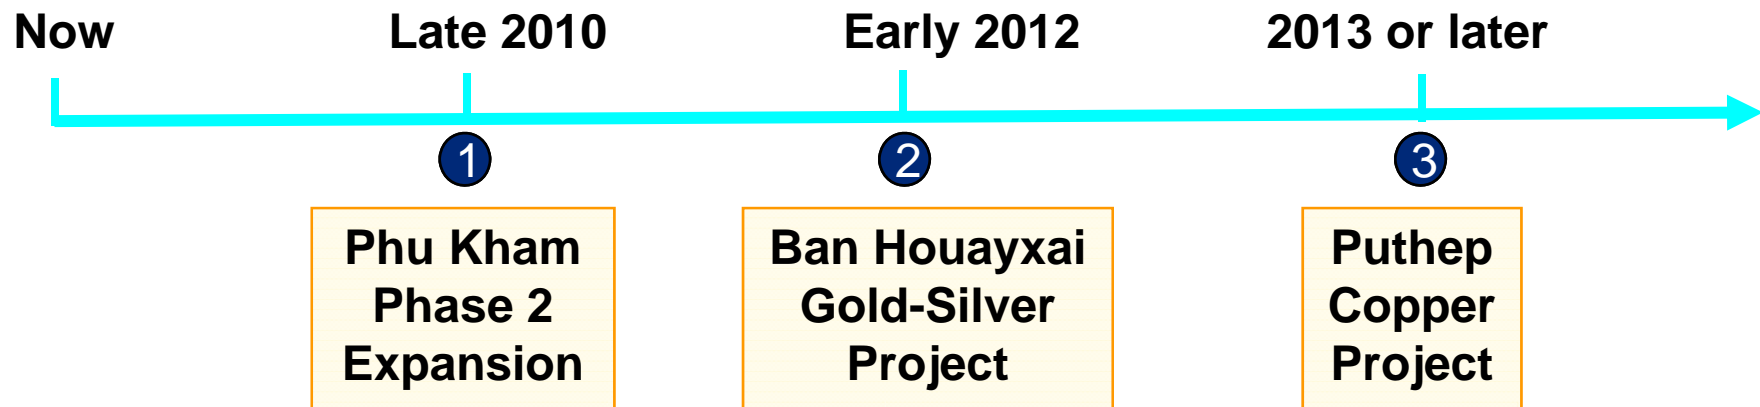 Now Late 2010 Early 2012 2013 or later
1 2 3
Phu Kham
Phase 2
Expansion
Ban Houayxai
Gold-Silver
Project
Puthep
Copper
Project